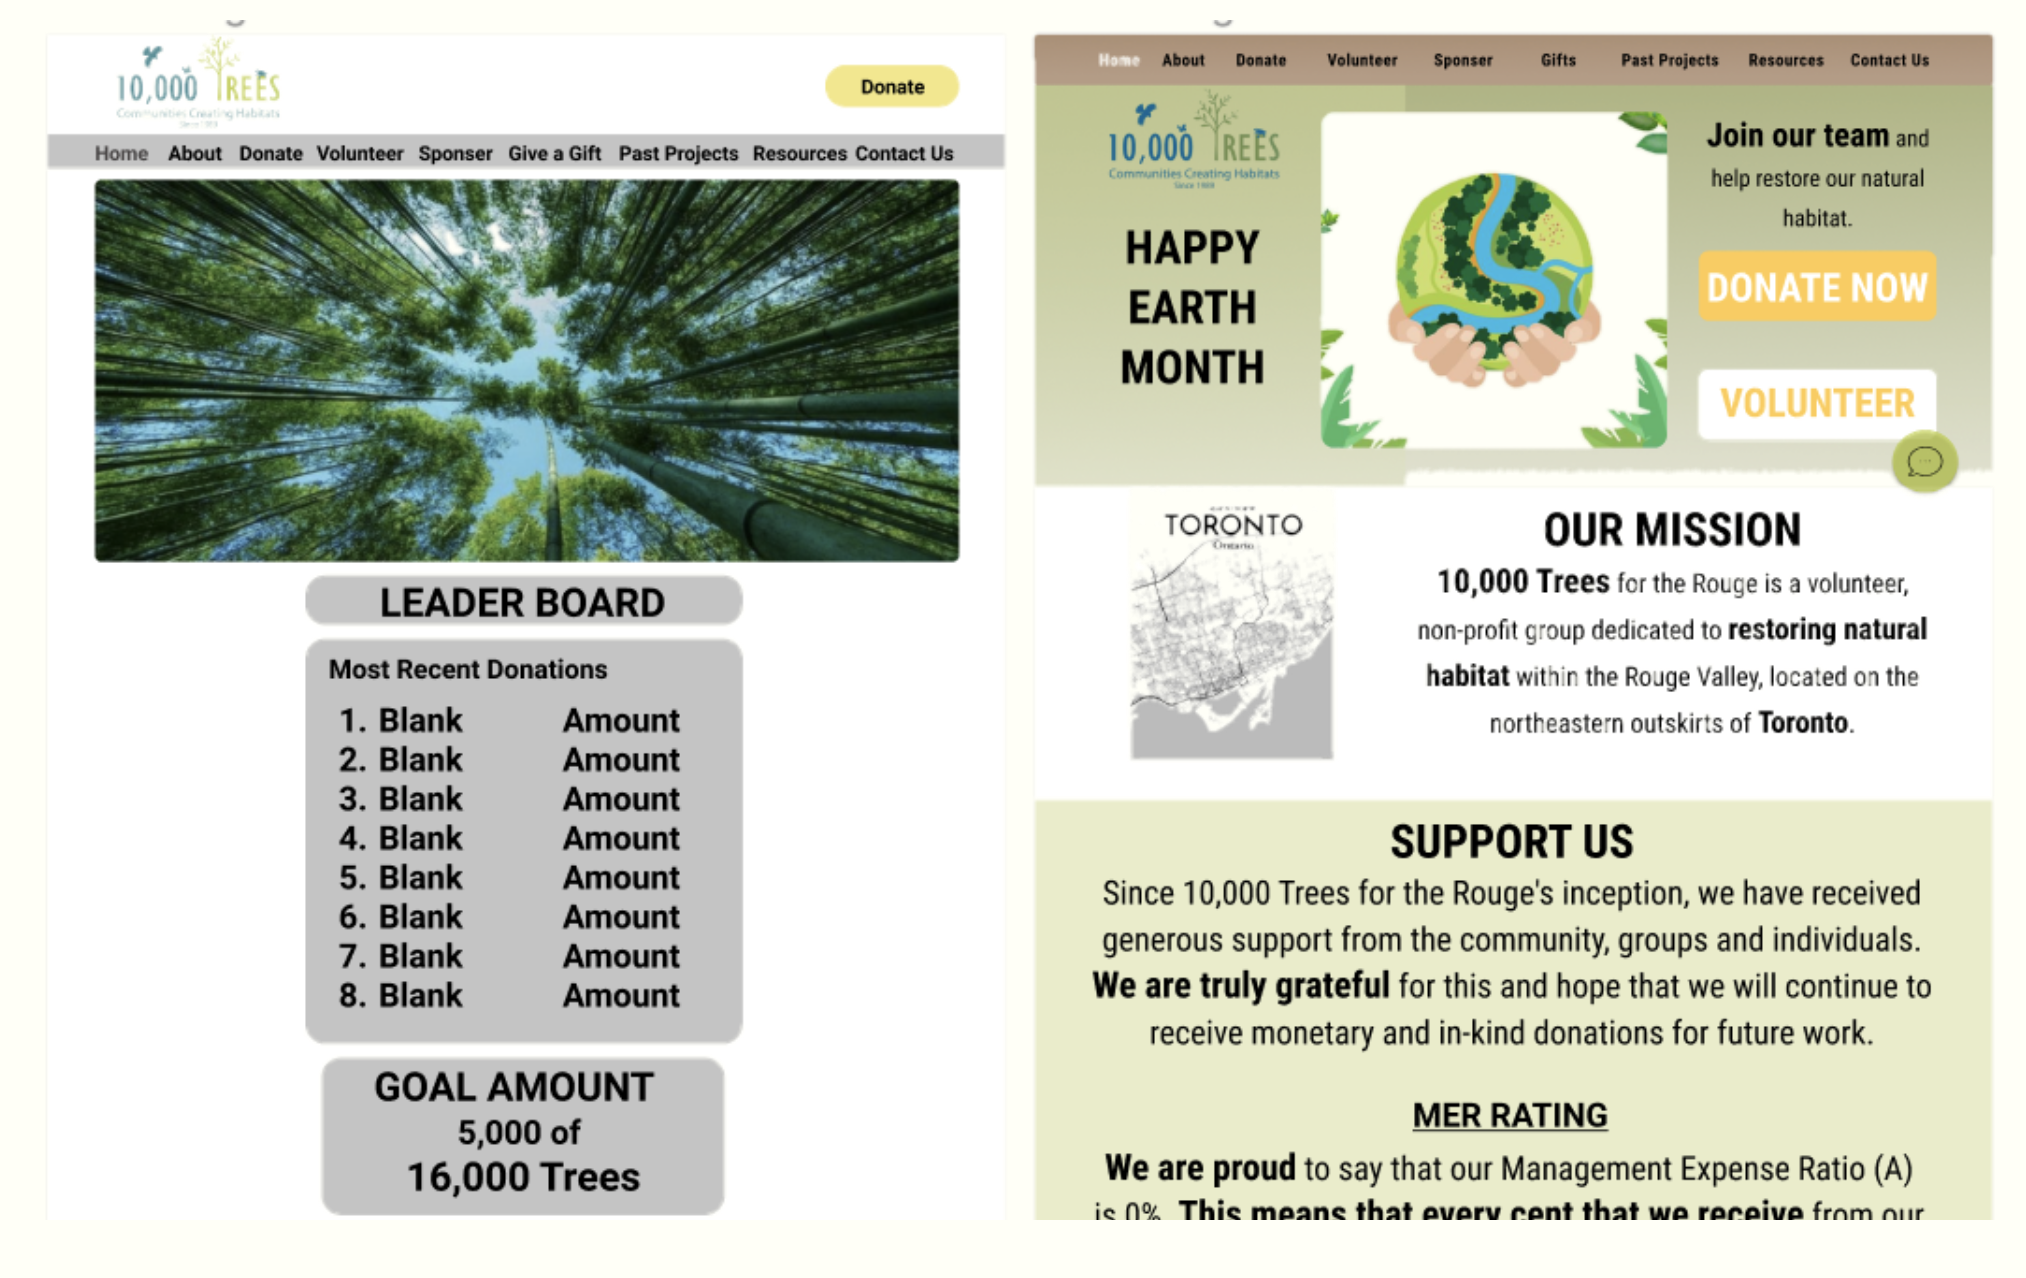 10,000 TREES
Communities Creating Habitats
Since 1989
Donate
Home About Donate Volunteer Sponser Give a Gift Past Projects Resources Contact Us
LEADER BOARD
Most Recent Donations
1. Blank Amount
2. Blank Amount
3. Blank Amount
4. Blank Amount
5. Blank Amount
6. Blank Amount
7. Blank Amount
8. Blank Amount
GOAL AMOUNT
5,000 of
16,000 Trees
Home About Donate Volunteer Sponser Gifts Past Projects Resources Contact Us
10,000 TREES
Communities Creating Habitats
Since 1989
HAPPY
EARTH
MONTH
Join our team and
help restore our natural
habitat.
DONATE NOW
VOLUNTEER
TORONTO
Ontario
OUR MISSION
10,000 Trees for the Rouge is a volunteer,
non-profit group dedicated to restoring natural
habitat within the Rouge Valley, located on the
northeastern outskirts of Toronto.
SUPPORT US
Since 10,000 Trees for the Rouge's inception, we have received
generous support from the community, groups and individuals.
We are truly grateful for this and hope that we will continue to
receive monetary and in-kind donations for future work.
MER RATING
We are proud to say that our Management Expense Ratio (A)
is 0%. This means that every cent that we receive from our